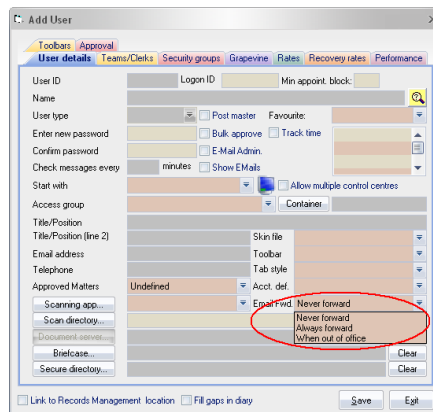 Add User
Toolbars Approval
User details Teams/Clerks Security groups Grapevine Rates Recovery rates Performance
User ID Logon ID Min appoint. block:
Name
User type Post master Favourite:
Enter new password Bulk approve Track time
Confirm password E-Mail Admin.
Check messages every minutes Show EMails
Start with Allow multiple control centres
Access group Container
Title/Position
Title/Position (line 2) Skin file
Email address Toolbar
Telephone Tab style
Approved Matters Undefined Acct. def.
Scanning app... Email Fwd. Never forward
Scan directory... Never forward
Always forward
Document server... When out of office
Briefcase... Clear
Secure directory... Clear
Link to Records Management location Fill gaps in diary Save Exit